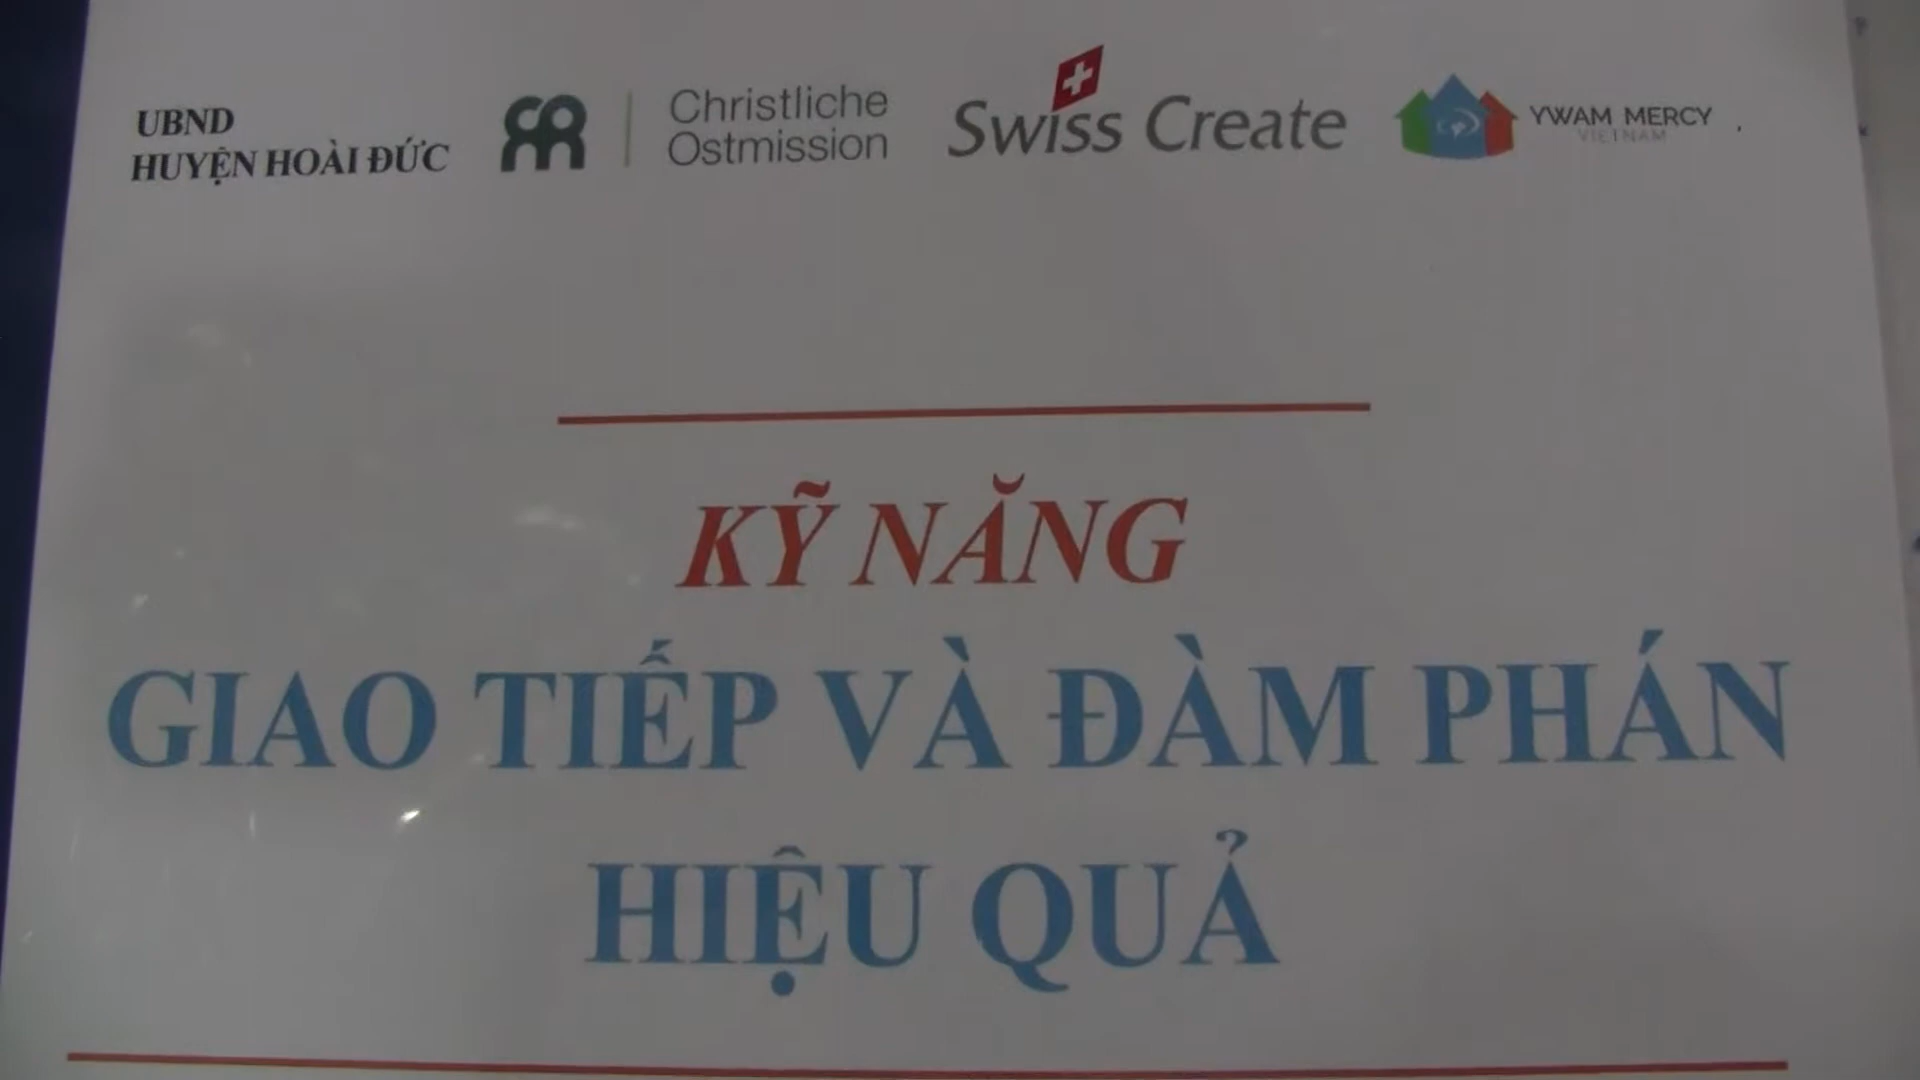 UBND
HUYỆN HOÀI ĐỨC
Christliche
Ostmission
Swiss Create
YWAM MERCY
VIETNAM
KỸ NĂNG
GIAO TIẾP VÀ ĐÀM PHÁN
HIỆU QUẢ